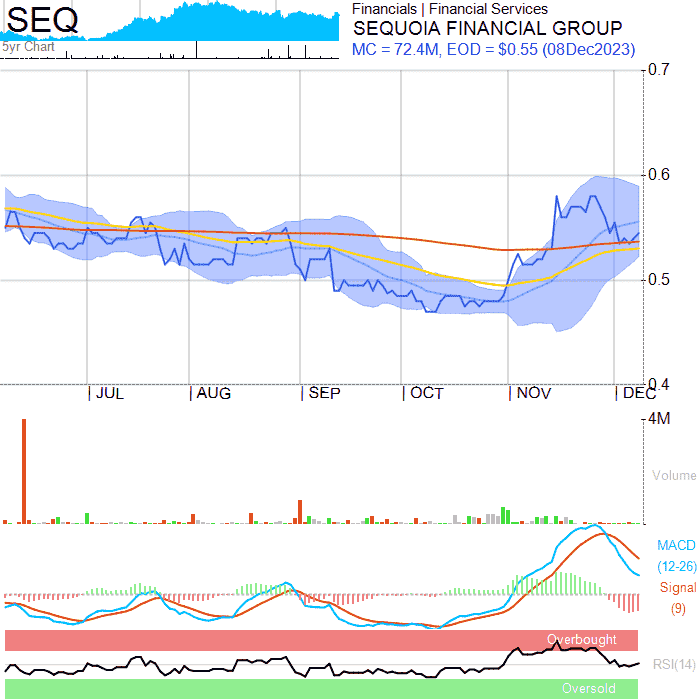 SEQ
5yr Chart
Financials | Financial Services
SEQUOIA FINANCIAL GROUP
MC = 72.4M, EOD = $0.55 (08Dec2023)
0.7
0.6
0.5
0.4
JUL AUG SEP OCT NOV DEC
4M
Volume
MACD
(12-26)
Signal
(9)
Overbought
RSI(14)
Oversold